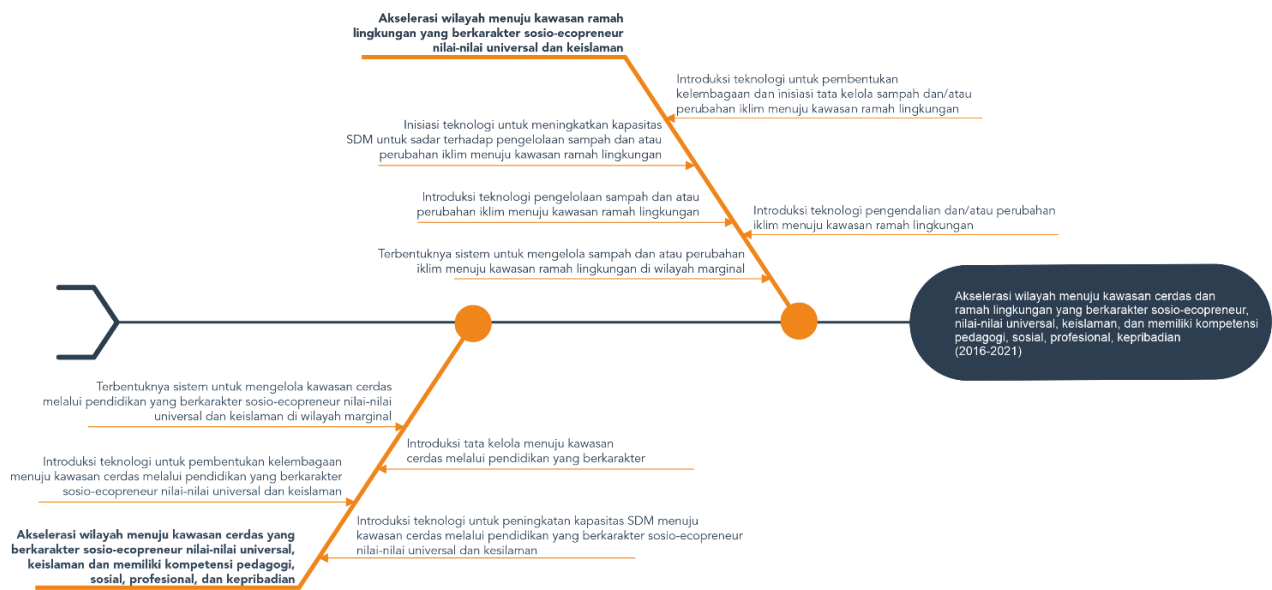 Akselerasi wilayah menuju kawasan ramah
lingkungan yang berkarakter sosio-ecopreneur
nilai-nilai universal dan keislaman
Introduksi teknologi untuk pembentukan
kelembagaan dan inisiasi tata kelola sampah dan/atau
perubahan iklim menuju kawasan ramah lingkungan
Inisiasi teknologi untuk meningkatkan kapasitas
SDM untuk sadar terhadap pengelolaan sampah dan atau
perubahan iklim menuju kawasan ramah lingkungan
Introduksi teknologi pengelolaan sampah dan atau
perubahan iklim menuju kawasan ramah lingkungan
Introduksi teknologi pengendalian dan/atau perubahan
iklim menuju kawasan ramah lingkungan
Terbentuknya sistem untuk mengelola sampah dan atau perubahan
iklim menuju kawasan ramah lingkungan di wilayah marginal
Akselerasi wilayah menuju kawasan cerdas dan
ramah lingkungan yang berkarakter sosio-ecopreneur,
nilai-nilai universal, keislaman, dan memiliki kompetensi
pedagogi, sosial, profesional, kepribadian
(2016-2021)
Terbentuknya sistem untuk mengelola kawasan cerdas
melalui pendidikan yang berkarakter sosio-ecopreneur nilai-nilai
universal dan keislaman di wilayah marginal
Introduksi tata kelola menuju kawasan
cerdas melalui pendidikan yang berkarakter
Introduksi teknologi untuk pembentukan kelembagaan
menuju kawasan cerdas melalui pendidikan yang berkarakter
sosio-ecopreneur nilai-nilai universal dan keislaman
Introduksi teknologi untuk peningkatan kapasitas SDM menuju
kawasan cerdas melalui pendidikan yang berkarakter sosio-ecopreneur
nilai-nilai universal dan kesilaman
Akselerasi wilayah menuju kawasan cerdas yang
berkarakter sosio-ecopreneur nilai-nilai universal,
keislaman dan memiliki kompetensi pedagogi,
sosial, profesional, dan kepribadian